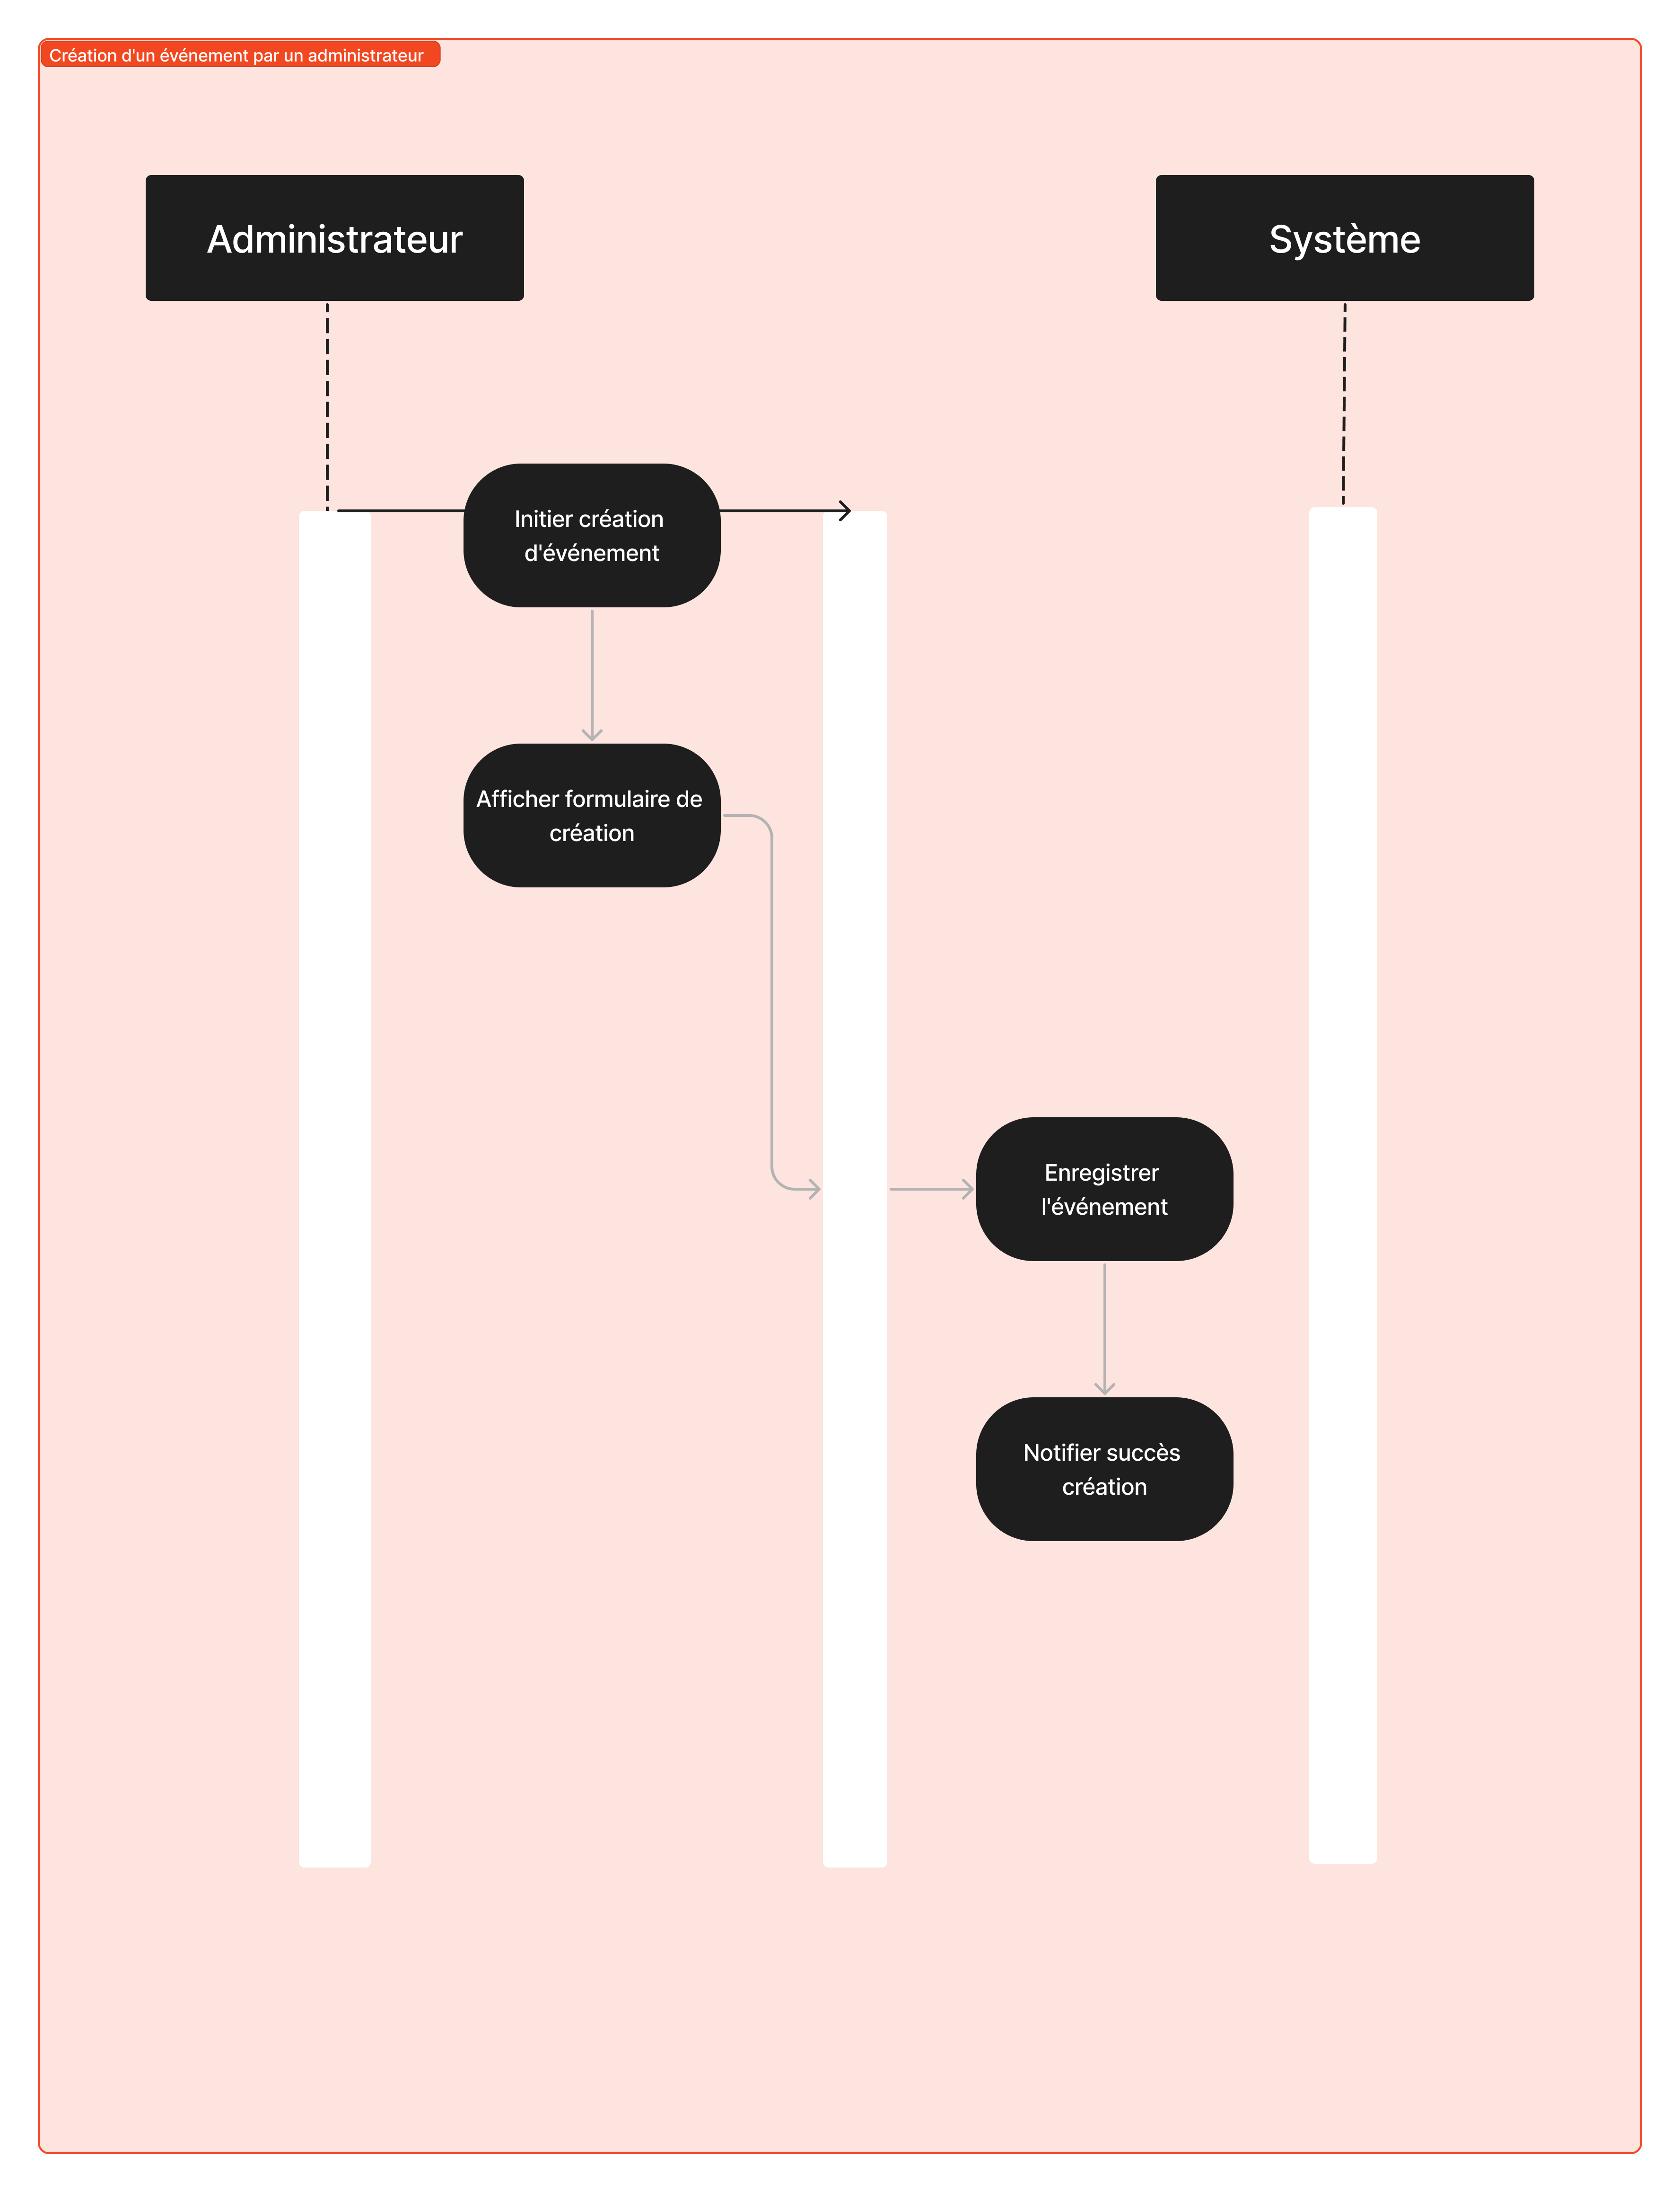 Création d'un événement par un administrateur
Administrateur
Système
Initier création
d'événement
Afficher formulaire de
création
Enregistrer
l'événement
Notifier succès
création